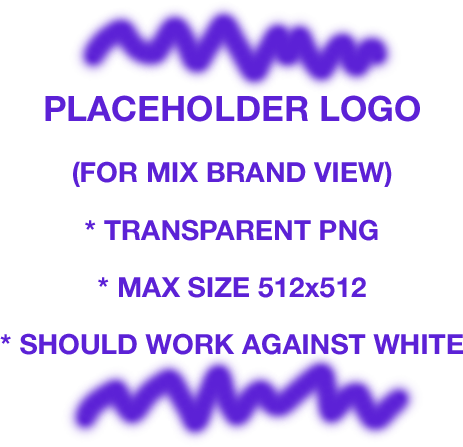 PLACEHOLDER LOGO
(FOR MIX BRAND VIEW)
* TRANSPARENT PNG
* MAX SIZE 512x512
* SHOULD WORK AGAINST WHITE